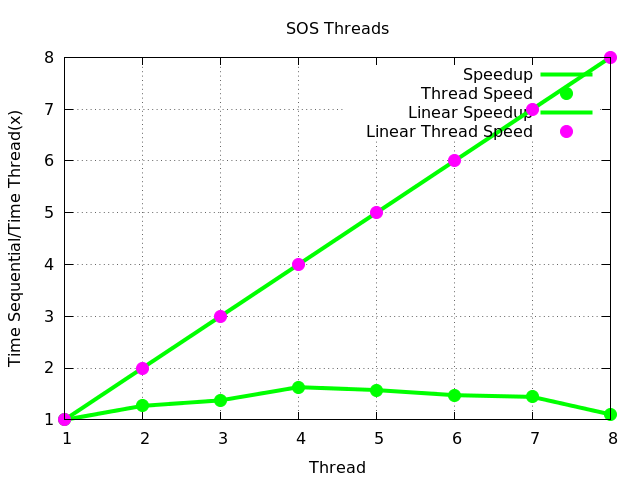 SOS Threads
8
7
6
5
4
3
2
1
Time Sequential/Time Thread(x)
Speedup
Thread Speed
Linear Speedup
Linear Thread Speed
1 2 3 4 5 6 7 8
Thread